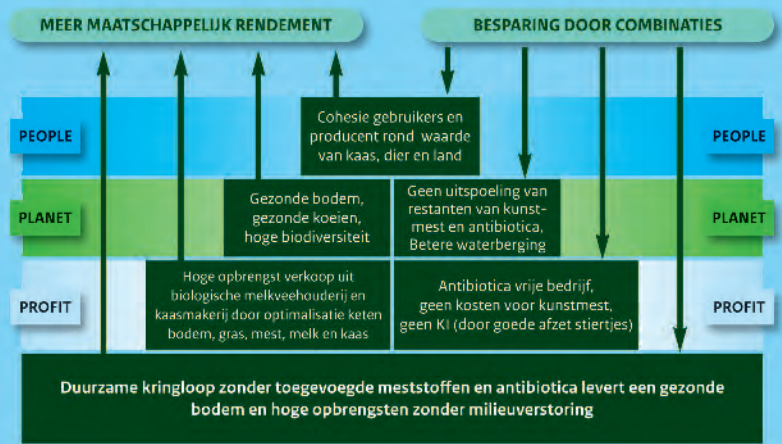 MEER MAATSCHAPPELIJK RENDEMENT
BESPARING DOOR COMBINATIES
PEOPLE
Cohesie gebruikers en
producent rond waarde
van kaas, dier en land
PEOPLE
PLANET
Gezonde bodem,
gezonde koeien,
hoge biodiversiteit
Geen uitspoeling van
restanten van kunst-
mest en antibiotica,
Betere waterberging
PLANET
PROFIT
Hoge opbrengst verkoop uit
biologische melkveehouderij en
kaasmakerij door optimalisatie keten
bodem, gras, mest, melk en kaas
Antibiotica vrije bedrijf,
geen kosten voor kunstmest,
geen KI (door goede afzet stiertjes)
PROFIT
Duurzame kringloop zonder toegevoegde meststoffen en antibiotica levert een gezonde
bodem en hoge opbrengsten zonder milieuverstoring